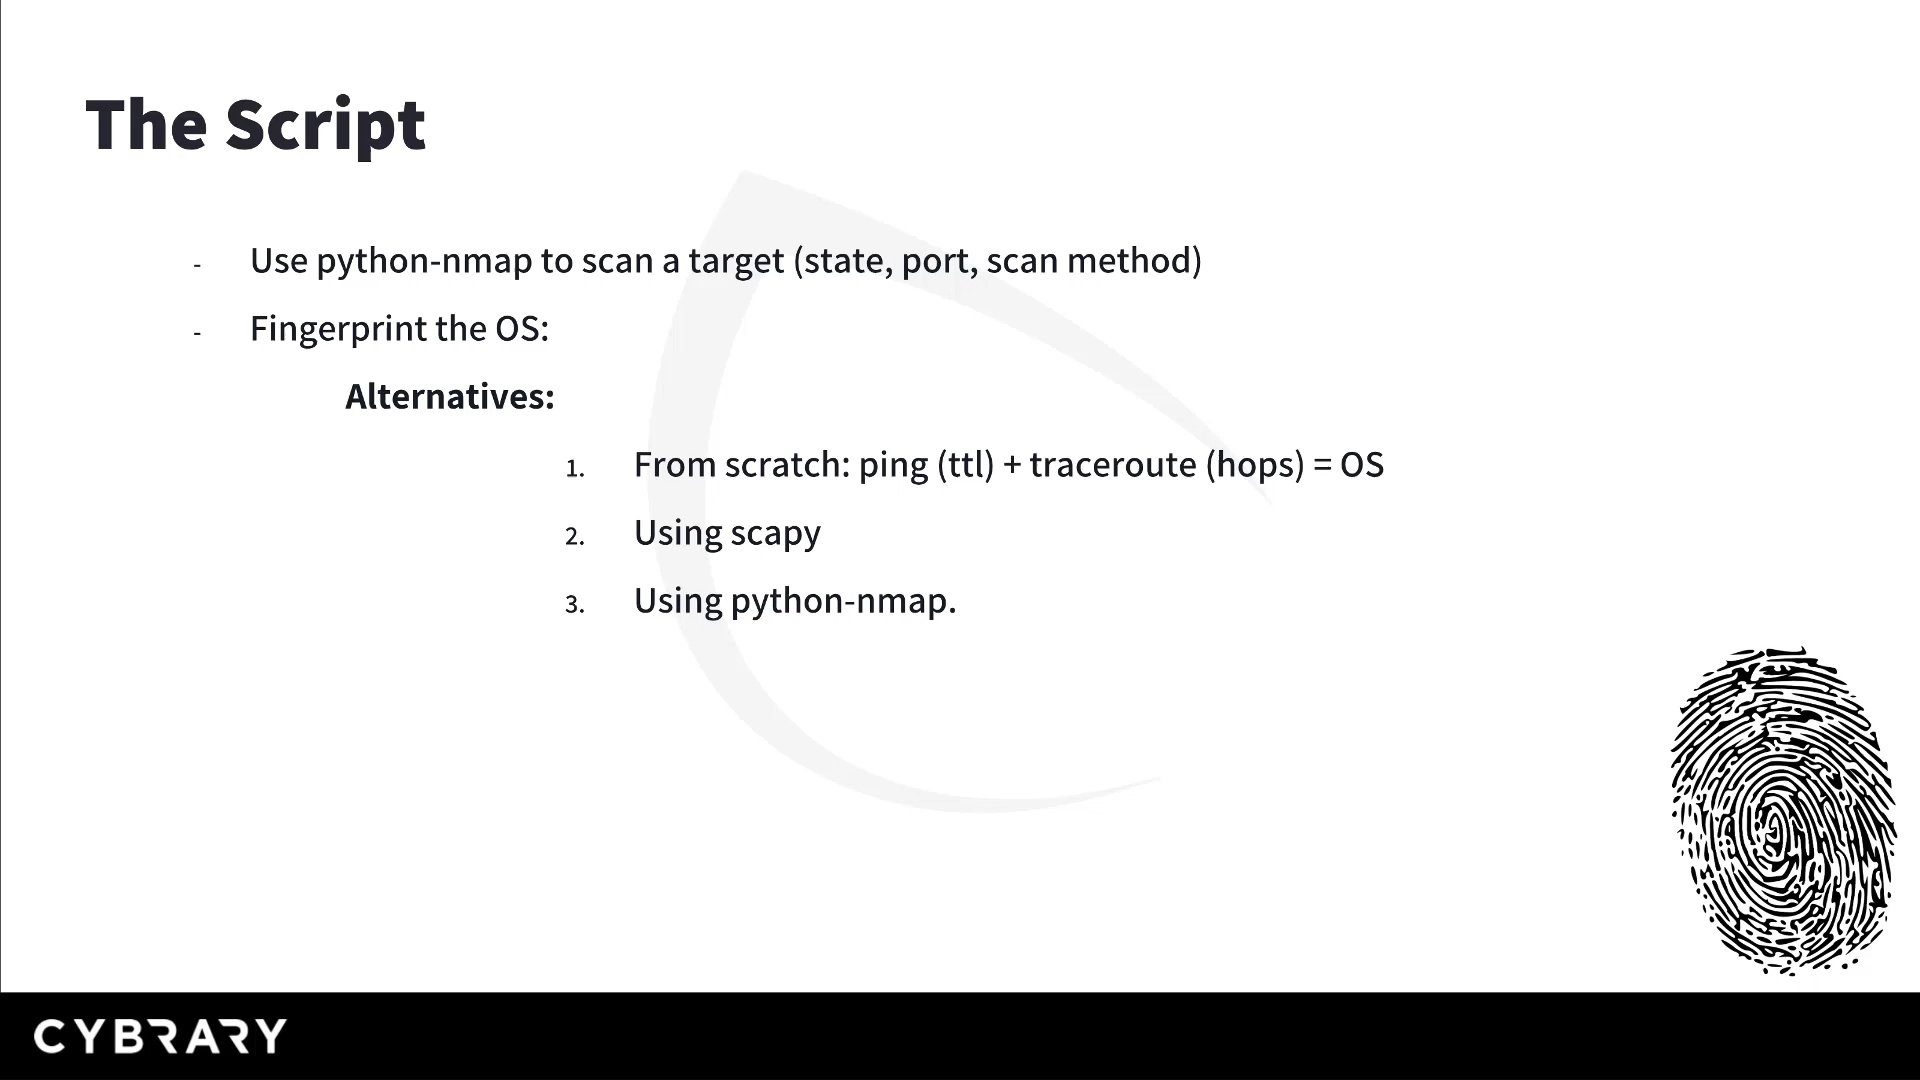 The Script
- Use python-nmap to scan a target (state, port, scan method)
- Fingerprint the OS:
Alternatives:
1. From scratch: ping (ttl) + traceroute (hops) = OS
2. Using scapy
3. Using python-nmap.
CYBRARY